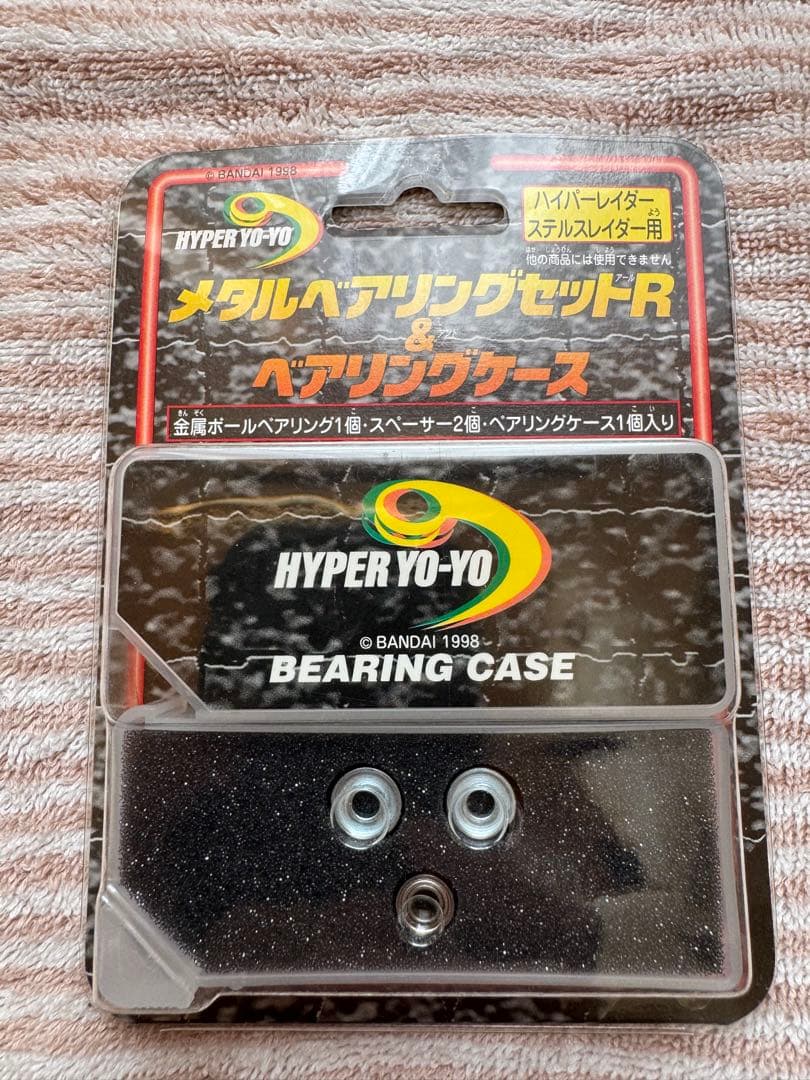 © BANDAI 1998
HYPER YO-YO
ハイパーレイダー
ステルスレイダー用
他の商品には使用できません
メタルベアリングセットR
&
ベアリングケース
金属ボールベアリング1個・スペーサー2個・ベアリングケース1個入り
HYPER YO-YO
© BANDAI 1998
BEARING CASE